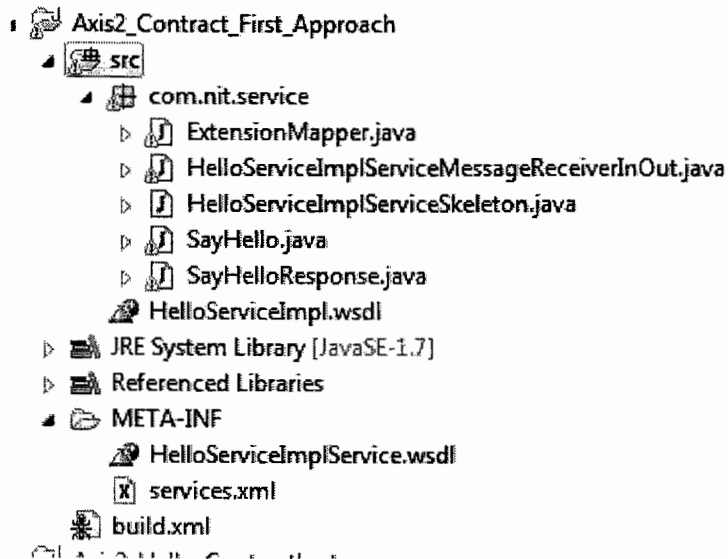 Axis2_Contract_First_Approach
src
com.nit.service
ExtensionMapper.java
HelloServiceImplServiceMessageReceiverInOut.java
HelloServiceImplServiceSkeleton.java
SayHello.java
SayHelloResponse.java
HelloServiceImpl.wsdl
JRE System Library [JavaSE-1.7]
Referenced Libraries
META-INF
HelloServiceImplService.wsdl
services.xml
build.xml